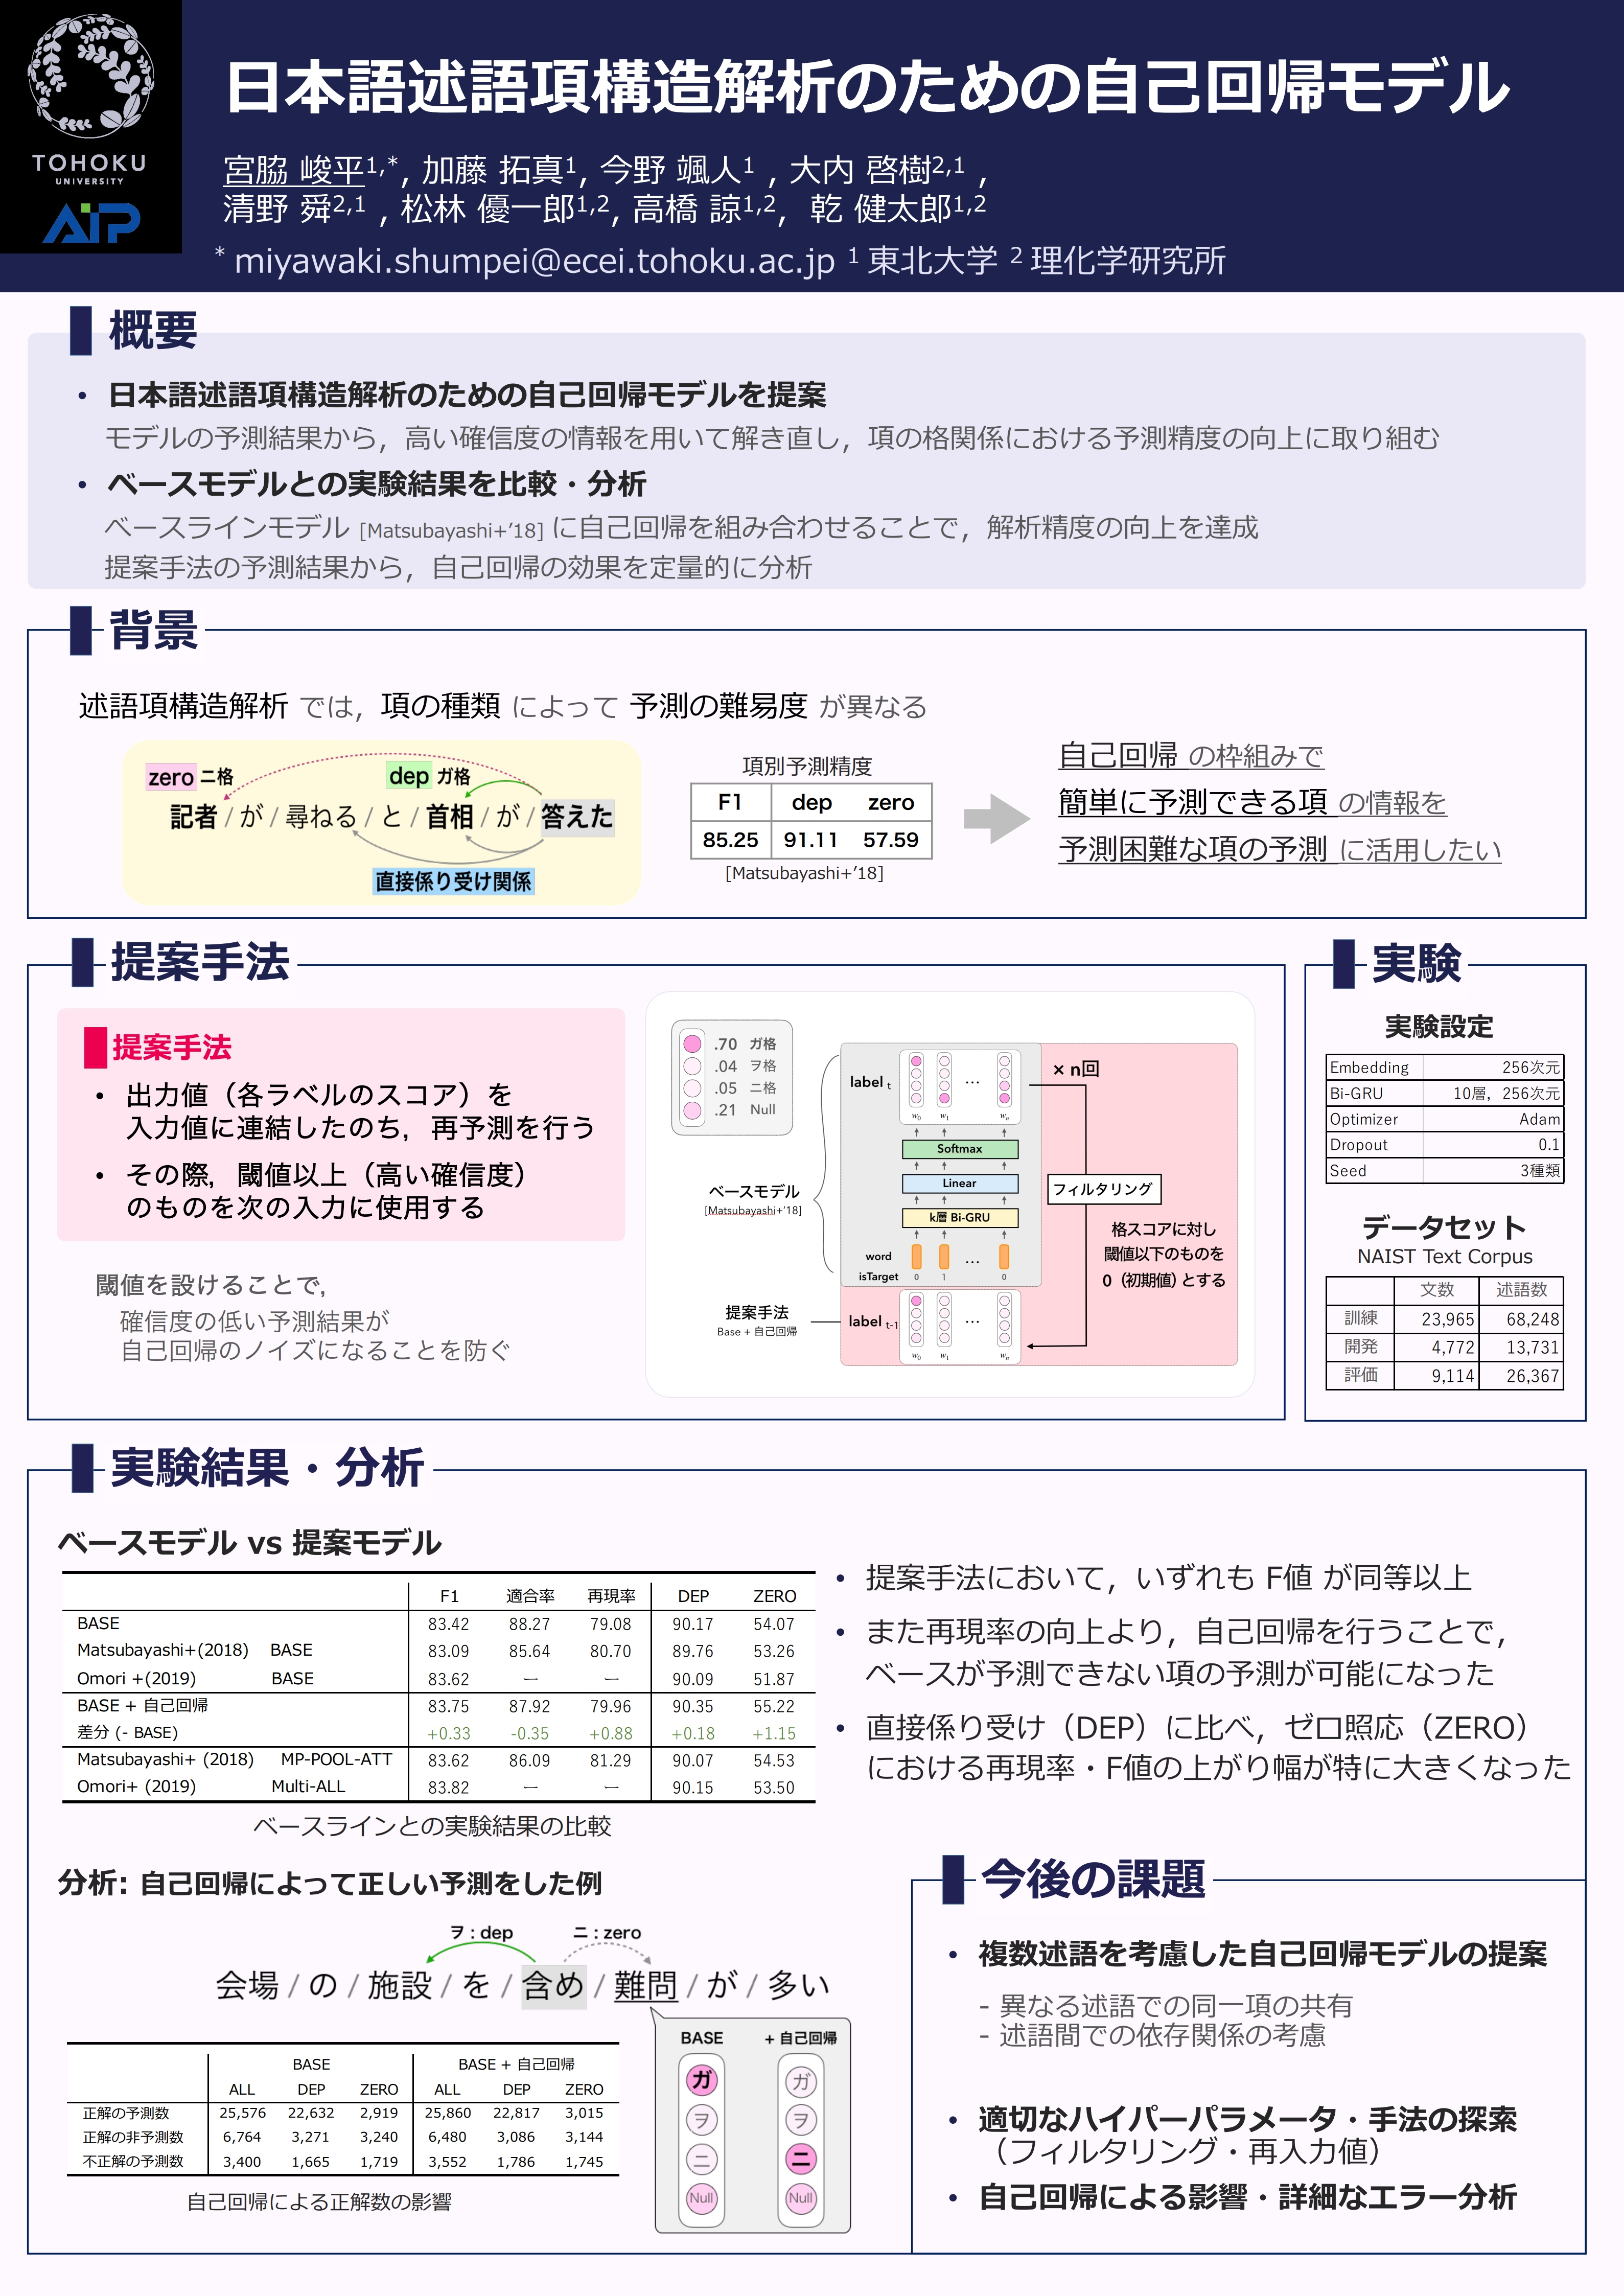 TOHOKU
UNIVERSITY
AIP
日本語述語項構造解析のための自己回帰モデル
宮脇 峻平1,*, 加藤 拓真1, 今野 颯人1 , 大内 啓樹2,1 ,
清野 舜2,1 , 松林 優一郎1,2, 高橋 諒1,2, 乾 健太郎1,2
* miyawaki.shumpei@ecei.tohoku.ac.jp 1 東北大学 2 理化学研究所
概要
• 日本語述語項構造解析のための自己回帰モデルを提案
モデルの予測結果から，高い確信度の情報を用いて解き直し，項の格関係における予測精度の向上に取り組む
• ベースモデルとの実験結果を比較・分析
ベースラインモデル [Matsubayashi+’18] に自己回帰を組み合わせることで，解析精度の向上を達成
提案手法の予測結果から，自己回帰の効果を定量的に分析
背景
述語項構造解析 では，項の種類 によって 予測の難易度 が異なる
zero ニ格 dep ガ格
記者 / が / 尋ねる / と / 首相 / が / 答えた
直接係り受け関係
項別予測精度
F1 dep zero
85.25 91.11 57.59
[Matsubayashi+’18]
自己回帰 の枠組みで
簡単に予測できる項 の情報を
予測困難な項の予測 に活用したい
提案手法
提案手法
• 出力値（各ラベルのスコア）を
入力値に連結したのち，再予測を行う
• その際，閾値以上（高い確信度）
のものを次の入力に使用する
閾値を設けることで，
確信度の低い予測結果が
自己回帰のノイズになることを防ぐ
.70 ガ格
.04 ヲ格
.05 ニ格
.21 Null
label t
w0 w1 … wn
× n回
Softmax
Linear
k層 Bi-GRU
ベースモデル
[Matsubayashi+’18]
フィルタリング
格スコアに対し
閾値以下のものを
0（初期値）とする
word …
isTarget 0 1 0
提案手法
Base + 自己回帰
label t-1 …
w0 w1 wn
実験
実験設定
Embedding 256次元
Bi-GRU 10層，256次元
Optimizer Adam
Dropout 0.1
Seed 3種類
データセット
NAIST Text Corpus
文数 述語数
訓練 23,965 68,248
開発 4,772 13,731
評価 9,114 26,367
実験結果・分析
ベースモデル vs 提案モデル
F1 適合率 再現率 DEP ZERO
BASE 83.42 88.27 79.08 90.17 54.07
Matsubayashi+(2018) BASE 83.09 85.64 80.70 89.76 53.26
Omori +(2019) BASE 83.62 ― ― 90.09 51.87
BASE + 自己回帰 83.75 87.92 79.96 90.35 55.22
差分 (- BASE) +0.33 -0.35 +0.88 +0.18 +1.15
Matsubayashi+ (2018) MP-POOL-ATT 83.62 86.09 81.29 90.07 54.53
Omori+ (2019) Multi-ALL 83.82 ― ― 90.15 53.50
ベースラインとの実験結果の比較
• 提案手法において，いずれも F値 が同等以上
• また再現率の向上より，自己回帰を行うことで，
ベースが予測できない項の予測が可能になった
• 直接係り受け（DEP）に比べ，ゼロ照応（ZERO）
における再現率・F値の上がり幅が特に大きくなった
分析: 自己回帰によって正しい予測をした例
ヲ : dep ニ : zero
会場 / の / 施設 / を / 含め / 難問 / が / 多い
BASE + 自己回帰
ガ ガ
ヲ ヲ
ニ ニ
Null Null
BASE BASE + 自己回帰
ALL DEP ZERO ALL DEP ZERO
正解の予測数 25,576 22,632 2,919 25,860 22,817 3,015
正解の非予測数 6,764 3,271 3,240 6,480 3,086 3,144
不正解の予測数 3,400 1,665 1,719 3,552 1,786 1,745
自己回帰による正解数の影響
今後の課題
• 複数述語を考慮した自己回帰モデルの提案
- 異なる述語での同一項の共有
- 述語間での依存関係の考慮
• 適切なハイパーパラメータ・手法の探索
（フィルタリング・再入力値）
• 自己回帰による影響・詳細なエラー分析